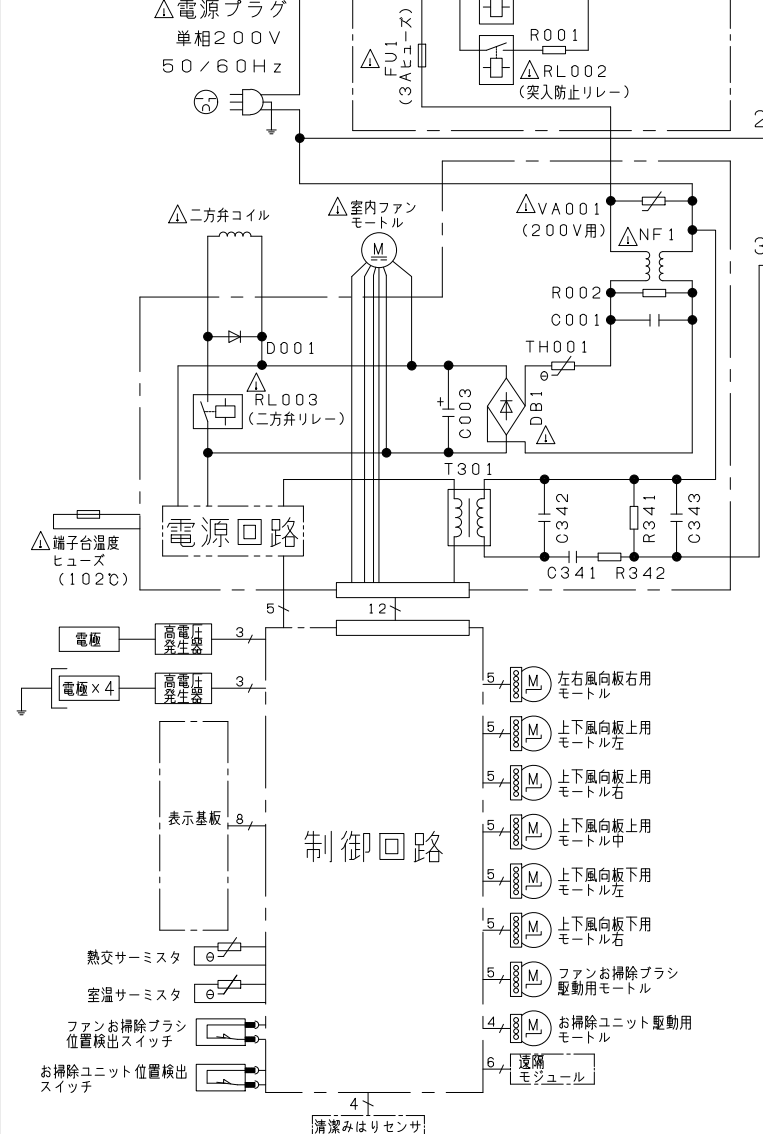 ⚠電源プラグ
単相200V
50/60Hz
⚠FU1
(3Aヒューズ)
R001
⚠RL002
(突入防止リレー)
2
⚠二方弁コイル
⚠室内ファン
モートル
M
⚠VA001
(200V用)
⚠NF1
3
R002
C001
TH001
θ
D001
⚠
RL003
(二方弁リレー)
+
C003
DB1
⚠
T301
電源回路
C342
R341
C343
C341
R342
⚠端子台温度
ヒューズ
(102℃)
5
12
電極
高電圧
発生器
3
電極×4
高電圧
発生器
3
表示基板
8
制御回路
熱交サーミスタ
θ
室温サーミスタ
θ
ファンお掃除ブラシ
位置検出スイッチ
お掃除ユニット位置検出
スイッチ
5
M
左右風向板右用
モートル
5
M
上下風向板上用
モートル左
5
M
上下風向板上用
モートル右
5
M
上下風向板上用
モートル中
5
M
上下風向板下用
モートル左
5
M
上下風向板下用
モートル右
5
M
ファンお掃除ブラシ
駆動用モートル
4
M
お掃除ユニット駆動用
モートル
6
遠隔
モジュール
4
清潔みはりセンサ